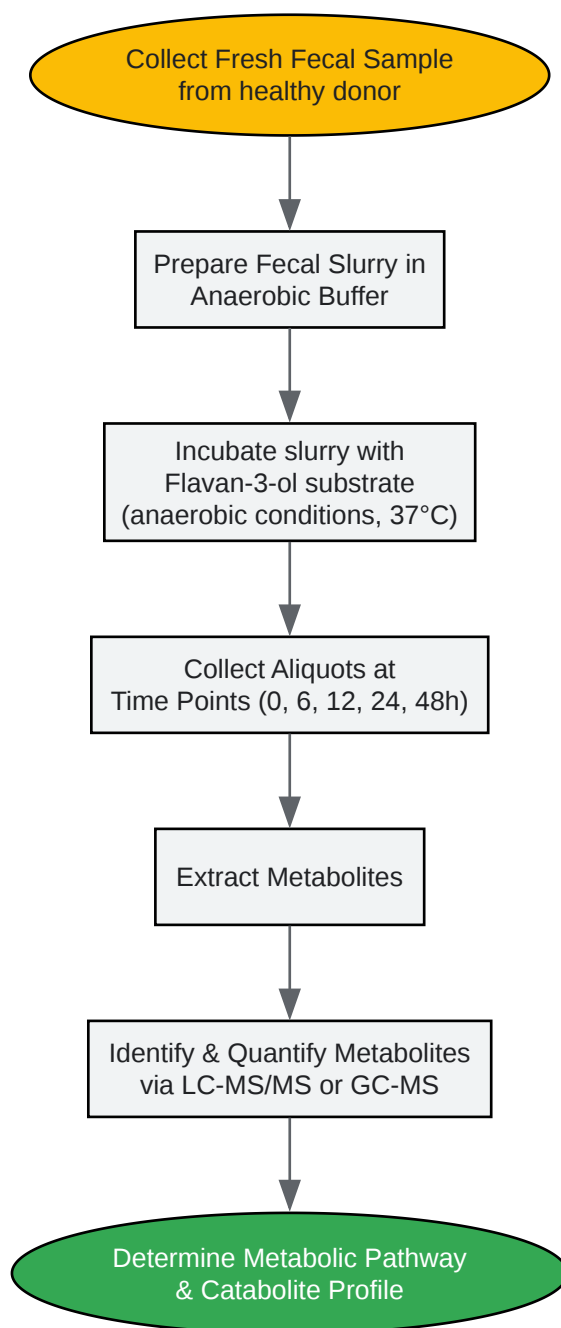 Collect Fresh Fecal Sample
from healthy donor
Prepare Fecal Slurry in
Anaerobic Buffer
Incubate slurry with
Flavan-3-ol substrate
(anaerobic conditions, 37°C)
Collect Aliquots at
Time Points (0, 6, 12, 24, 48h)
Extract Metabolites
Identify & Quantify Metabolites
via LC-MS/MS or GC-MS
Determine Metabolic Pathway
& Catabolite Profile